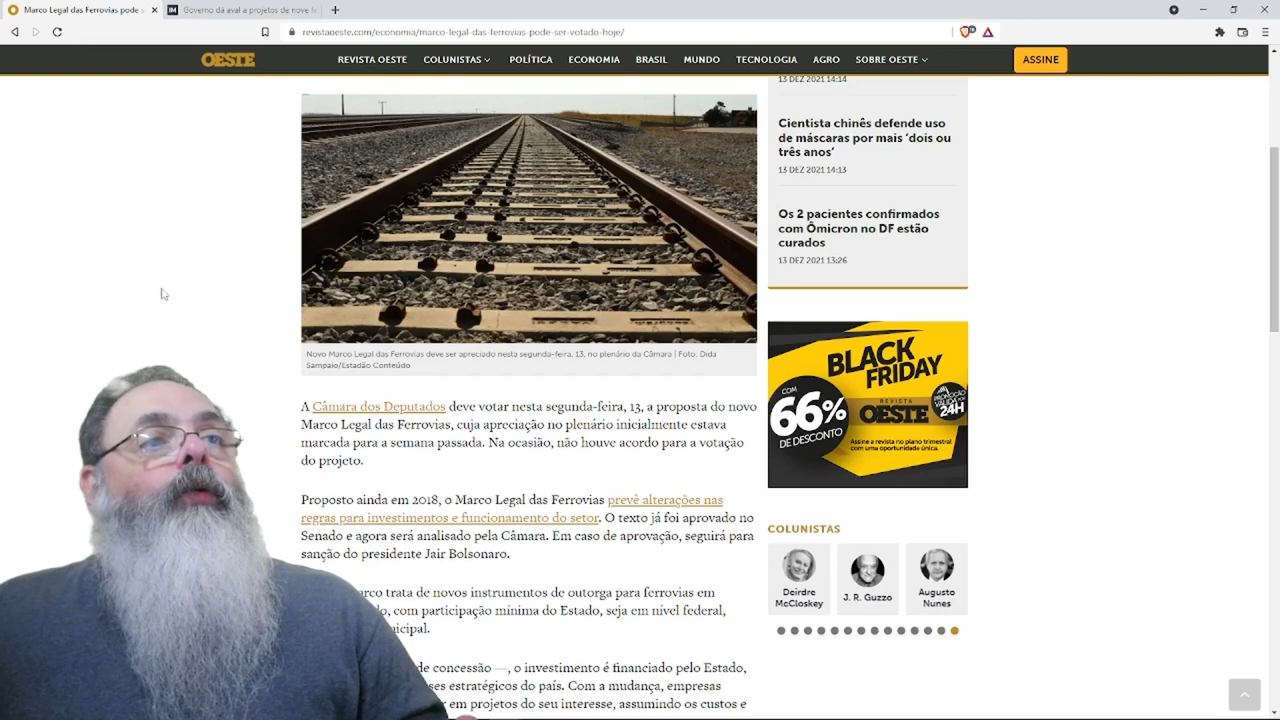 Marco Legal das Ferrovias pode s
Governo dá aval a projetos de nove fe
revistaoeste.com/economia/marco-legal-das-ferrovias-pode-ser-votado-hoje/
OESTE
REVISTA OESTE
COLUNISTAS
POLÍTICA
ECONOMIA
BRASIL
MUNDO
TECNOLOGIA
AGRO
SOBRE OESTE
ASSINE
13 DEZ 2021 14:14
Cientista chinês defende uso
de máscaras por mais ‘dois ou
três anos’
13 DEZ 2021 14:13
Os 2 pacientes confirmados
com Ômicron no DF estão
curados
13 DEZ 2021 13:26
Novo Marco Legal das Ferrovias deve ser apreciado nesta segunda-feira, 13, no plenário da Câmara | Foto: Dida
Sampaio/Estadão Conteúdo
A Câmara dos Deputados deve votar nesta segunda-feira, 13, a proposta do novo
Marco Legal das Ferrovias, cuja apreciação no plenário inicialmente estava
marcada para a semana passada. Na ocasião, não houve acordo para a votação
do projeto.
Proposto ainda em 2018, o Marco Legal das Ferrovias prevê alterações nas
regras para investimentos e funcionamento do setor. O texto já foi aprovado no
Senado e agora será analisado pela Câmara. Em caso de aprovação, seguirá para
sanção do presidente Jair Bolsonaro.
arco trata de novos instrumentos de outorga para ferrovias em
do, com participação mínima do Estado, seja em nível federal,
nicipal.
de concessão —, o investimento é financiado pelo Estado,
ses estratégicos do país. Com a mudança, empresas
r em projetos do seu interesse, assumindo os custos e
BLACK
FRIDAY
COM
66%
DE DESCONTO
REVISTA
OESTE
PROMOÇÃO
VÁLIDA POR
24H
Assine a revista no plano trimestral
com uma oportunidade única.
COLUNISTAS
Deirdre
McCloskey
J. R. Guzzo
Augusto
Nunes